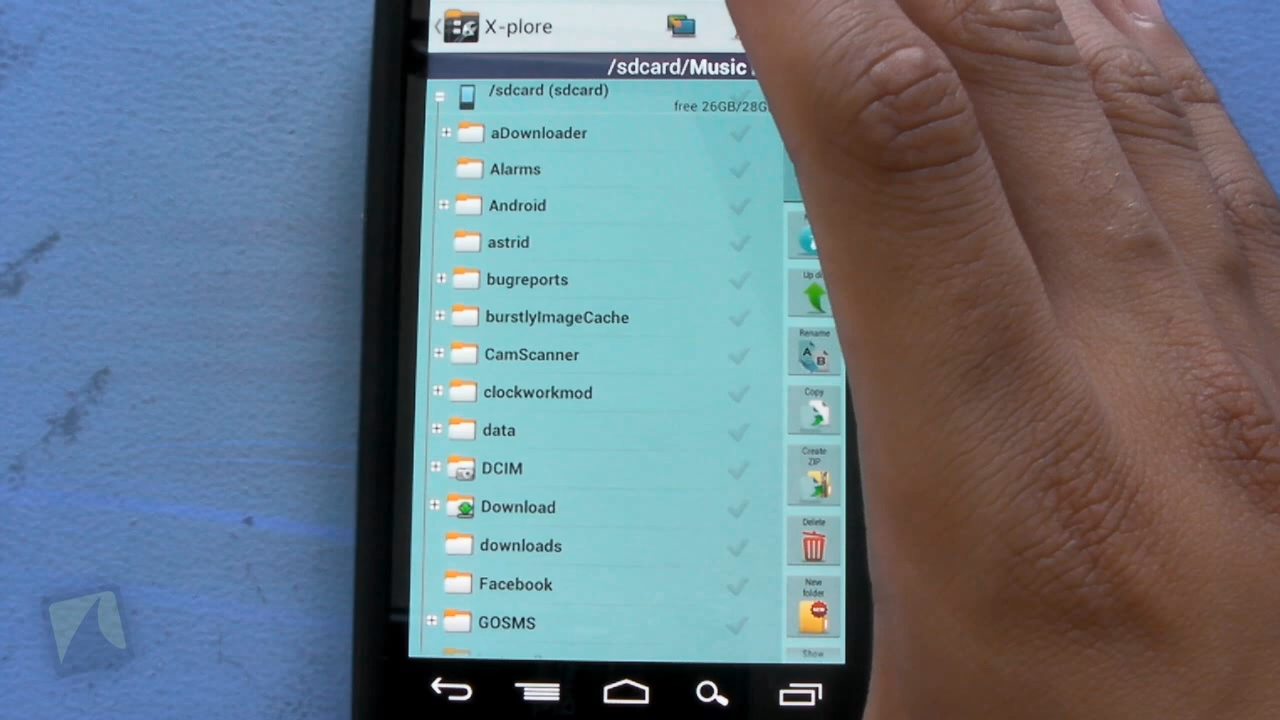 X-plore
/sdcard/Music
/sdcard (sdcard)
free 26GB/28G
aDownloader
Alarms
Android
astrid
bugreports
Up di
burstlyImageCache
Rename
CamScanner
clockworkmod
Copy
data
Create
ZIP
DCIM
Download
Delete
downloads
Facebook
New
folder
GOSMS
Show